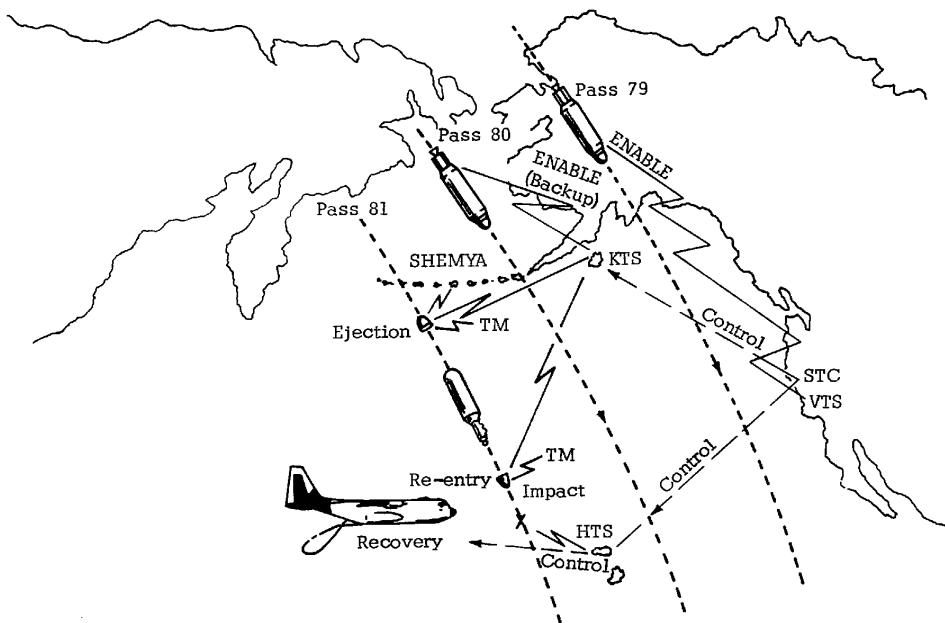 Pass 79
Pass 80
ENABLE
ENABLE
(Backup)
Pass 81
SHEMYA
KTS
Ejection
TM
Control
STC
VTS
TM
Re-entry
Impact
Control
HTS
Recovery
Control